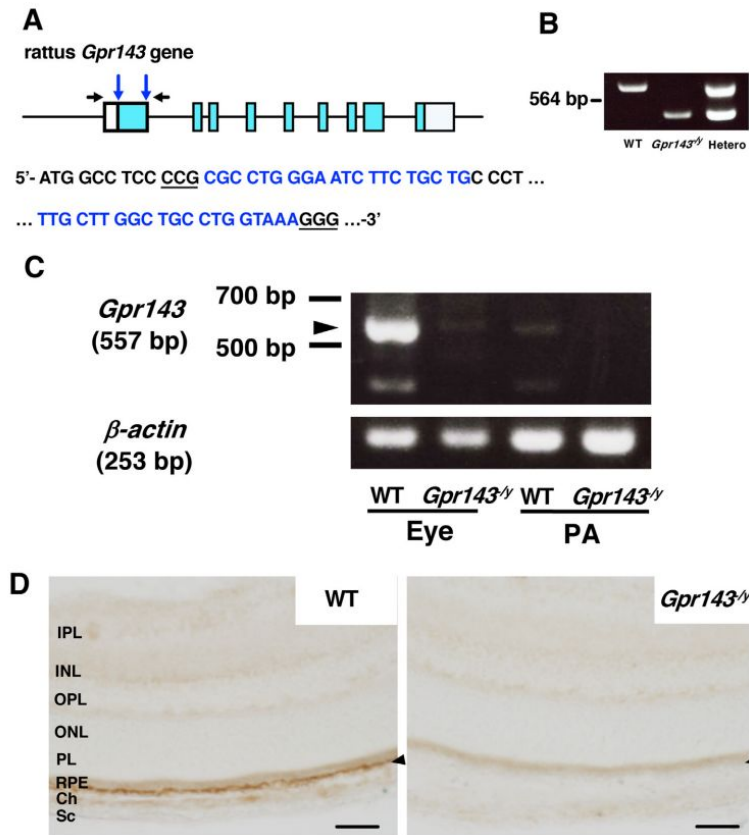 A
rattus Gpr143 gene
5'- ATG GCC TCC CCG CGC CTG GGA ATC TTC TGC TGC CCT ...
... TTG CTT GGC TGC CTG GTAAAGGG ...-3'
B
564 bp
WT Gpr143-/y Hetero
C
Gpr143
(557 bp)
700 bp
500 bp
β-actin
(253 bp)
WT Gpr143-/y WT Gpr143-/y
Eye PA
D
WT
Gpr143-/y
IPL
INL
OPL
ONL
PL
RPE
Ch
Sc